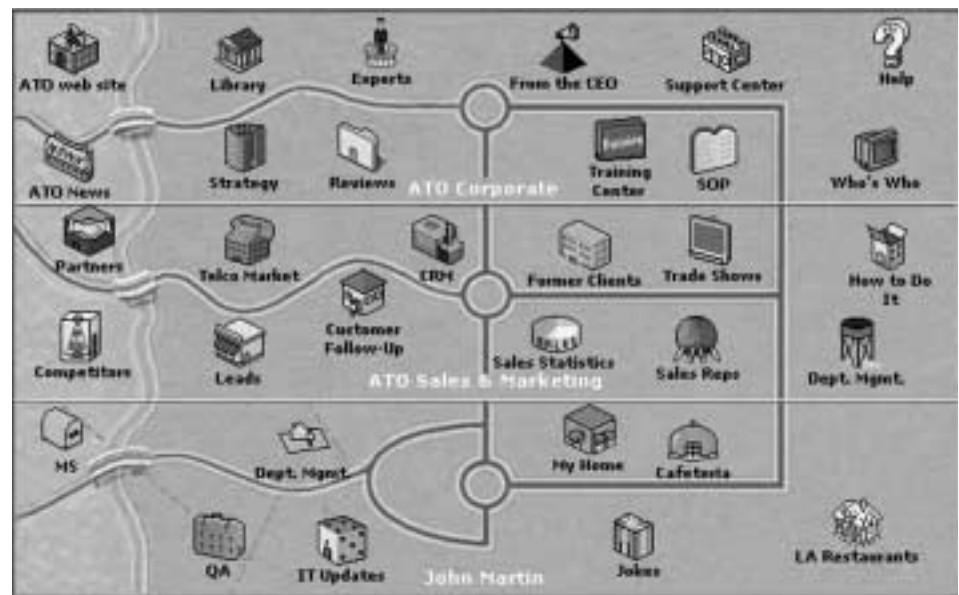 ATO web site
Library
Experts
From the CEO
Support Center
Help
ATO News
Strategy
Reviews
ATO Corporate
Training
Center
SOP
Who's Who
Partners
Telco Market
CRM
Former Clients
Trade Shows
How to Do
It
Competitors
Leads
Customer
Follow-Up
SALES
Sales Statistics
Sales Reps
Dept. Mgmt.
ATO Sales & Marketing
MS
Dept. Mgmt.
My Home
Cafeteria
QA
IT Updates
John Martin
Jokes
LA Restaurants